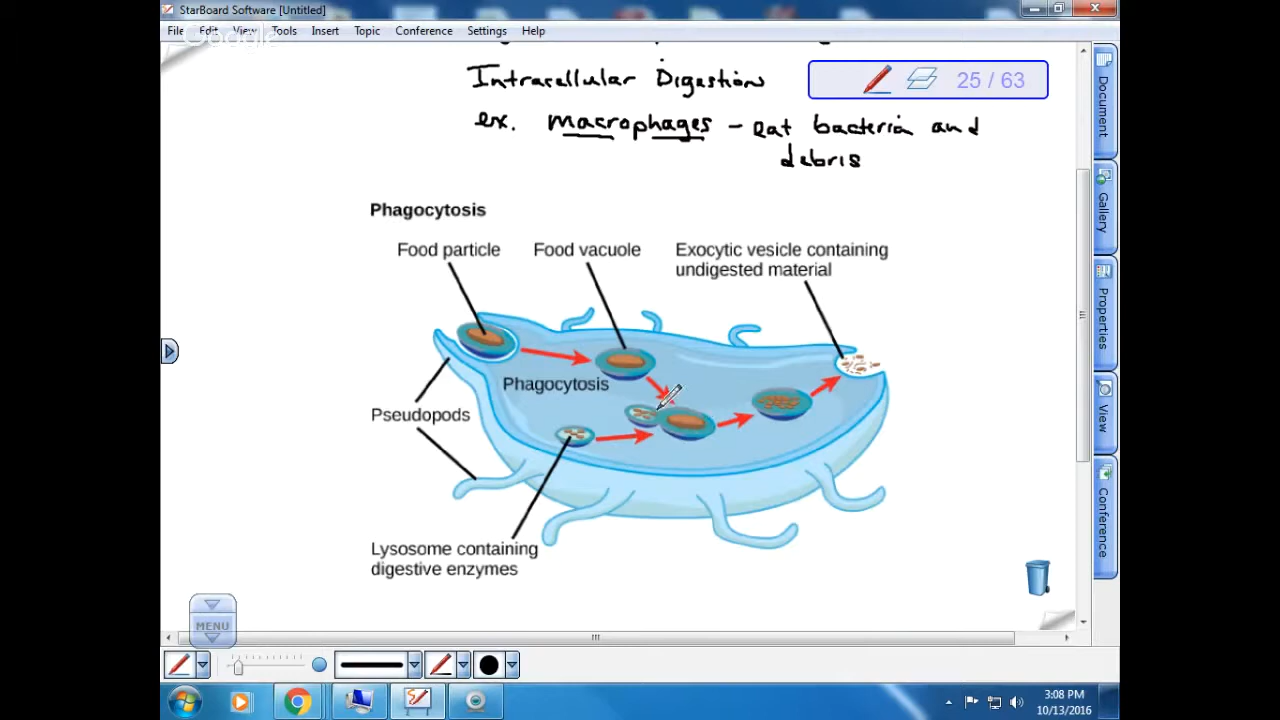 StarBoard Software [Untitled]
File Edit View Tools Insert Topic Conference Settings Help
Google
Intracellular Digestion
25 / 63
ex. macrophages - eat bacteria and
debris
Phagocytosis
Food particle
Food vacuole
Exocytic vesicle containing
undigested material
Phagocytosis
Pseudopods
Lysosome containing
digestive enzymes
Document
Gallery
Properties
View
Conference
MENU
3:08 PM
10/13/2016